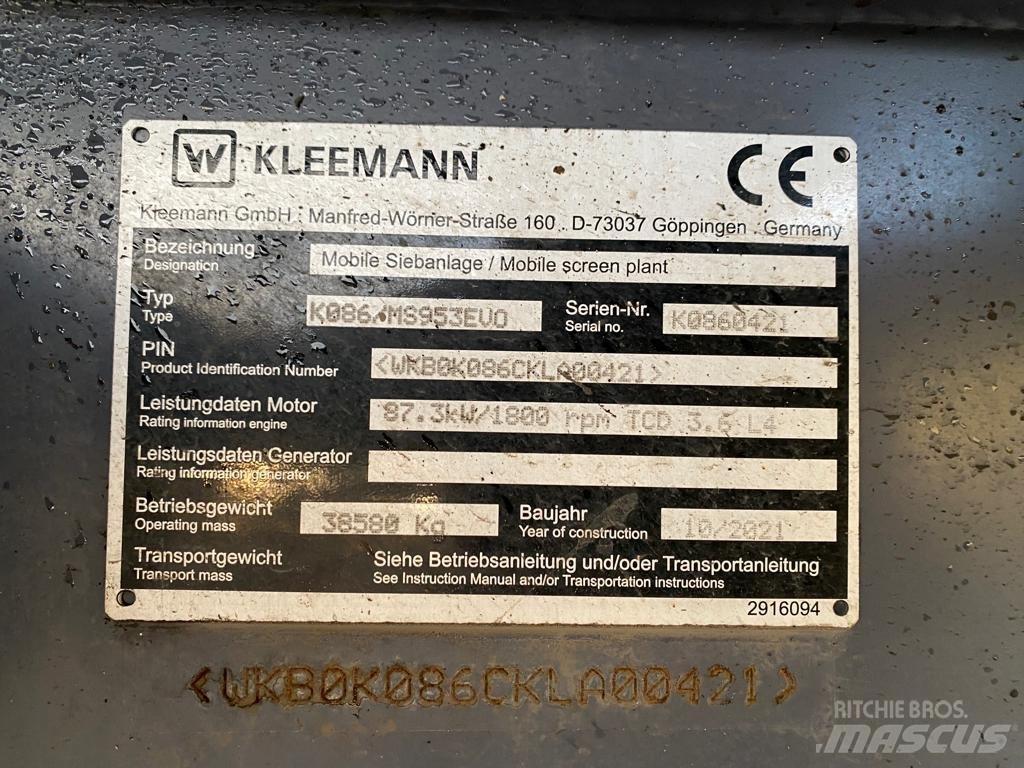 W KLEEMANN CE
Kleemann GmbH . Manfred-Wörner-Straße 160 . D-73037 Göppingen . Germany
Bezeichnung
Designation
Mobile Siebanlage / Mobile screen plant
Typ
Type
K086/MS953EVO
Serien-Nr.
Serial no.
K0860421
PIN
Product Identification Number
<WKB0K086CKLA00421>
Leistungdaten Motor
Rating information engine
97.3kW/1800 rpm TCD 3.6 L4
Leistungsdaten Generator
Rating information generator
Betriebsgewicht
Operating mass
38580 Kg
Baujahr
Year of construction
10/2021
Transportgewicht
Transport mass
Siehe Betriebsanleitung und/oder Transportanleitung
See Instruction Manual and/or Transportation instructions
2916094
<WKB0K086CKLA00421>
RITCHIE BROS.
MASCUS